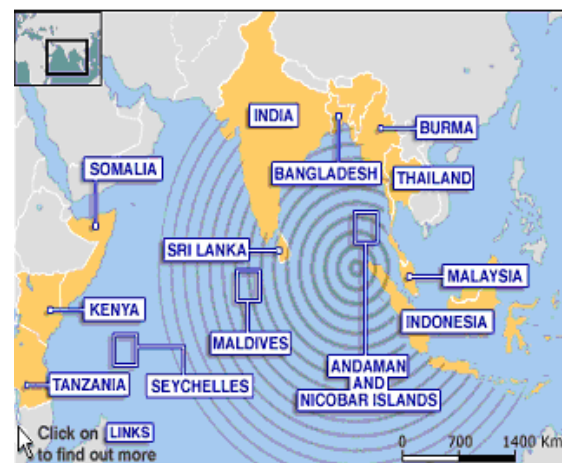 INDIA
BURMA
BANGLADESH
SOMALIA
THAILAND
SRI LANKA
MALAYSIA
KENYA
INDONESIA
MALDIVES
ANDAMAN
AND
NICOBAR ISLANDS
TANZANIA
SEYCHELLES
Click on LINKS
to find out more
0 700 1400 Km